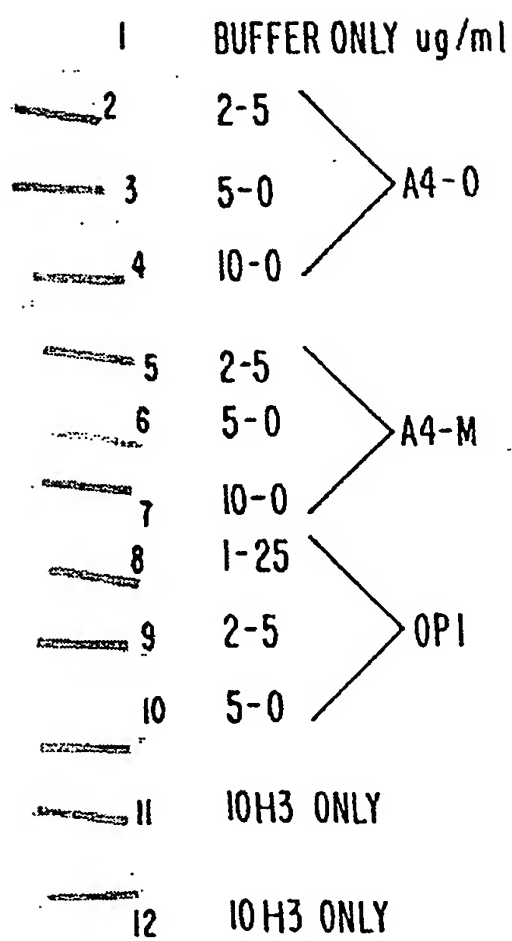 1 BUFFER ONLY ug/ml
2 2-5
3 5-0 A4-0
4 10-0
5 2-5
6 5-0 A4-M
7 10-0
8 1-25
9 2-5 OPI
10 5-0
11 10H3 ONLY
12 10H3 ONLY